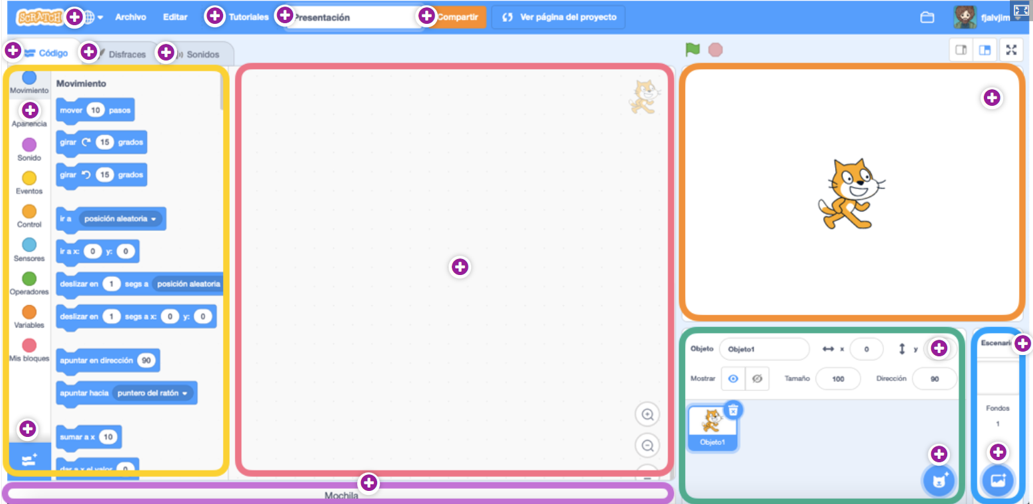 SCRATCH Archivo Editar Tutoriales Presentación Compartir Ver página del proyecto fjalvjim
Código Disfraces Sonidos
Movimiento
Apariencia
Sonido
Eventos
Control
Sensores
Operadores
Variables
Mis bloques
Movimiento
mover 10 pasos
girar 15 grados
girar 15 grados
ir a posición aleatoria
ir a x: 0 y: 0
deslizar en 1 segs a posición aleatoria
deslizar en 1 segs a x: 0 y: 0
apuntar en dirección 90
apuntar hacia puntero del ratón
sumar a x 10
dar a x el valor 0
Mochila
Objeto Objeto1 x 0 y
Mostrar Tamaño 100 Dirección 90
Objeto1
Escenari
Fondos
1